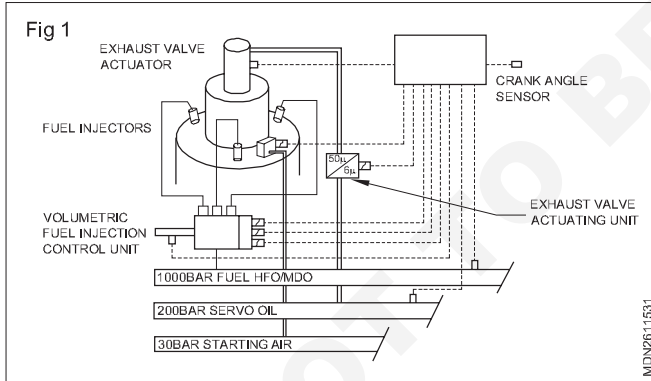 Fig 1
EXHAUST VALVE
ACTUATOR
CRANK ANGLE
SENSOR
FUEL INJECTORS
50µ
6µ
EXHAUST VALVE
ACTUATING UNIT
VOLUMETRIC
FUEL INJECTION
CONTROL UNIT
1000BAR FUEL HFO/MDO
200BAR SERVO OIL
30BAR STARTING AIR
MDN2611531